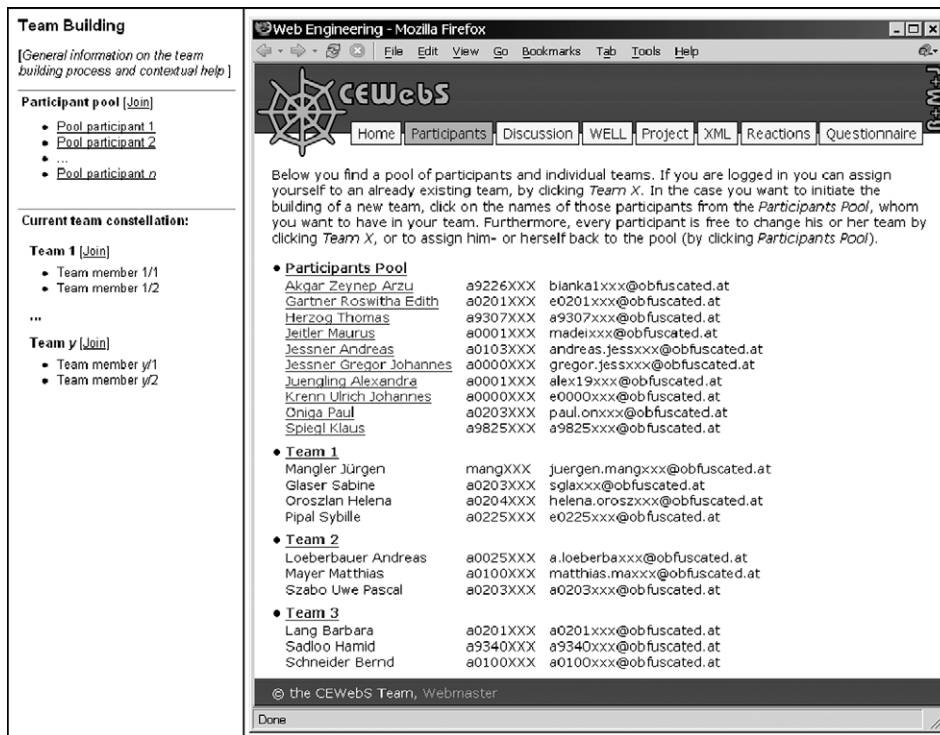 Team Building
[General information on the team
building process and contextual help ]
Participant pool [Join]
• Pool participant 1
• Pool participant 2
• ...
• Pool participant n
Current team constellation:
Team 1 [Join]
• Team member 1/1
• Team member 1/2
...
Team y [Join]
• Team member y/1
• Team member y/2
Web Engineering - Mozilla Firefox
File Edit View Go Bookmarks Tab Tools Help
CEWebS
Home Participants Discussion WELL Project XML Reactions Questionnaire
Below you find a pool of participants and individual teams. If you are logged in you can assign
yourself to an already existing team, by clicking Team X. In the case you want to initiate the
building of a new team, click on the names of those participants from the Participants Pool, whom
you want to have in your team. Furthermore, every participant is free to change his or her team by
clicking Team X, or to assign him- or herself back to the pool (by clicking Participants Pool).
• Participants Pool
Akgar Zeynep Arzu a9226XXX bianka1xxx@obfuscated.at
Gartner Roswitha Edith a0201XXX e0201xxx@obfuscated.at
Herzog Thomas a9307XXX a9307xxx@obfuscated.at
Jeitler Maurus a0001XXX madeixxx@obfuscated.at
Jessner Andreas a0103XXX andreas.jessxxx@obfuscated.at
Jessner Gregor Johannes a0000XXX gregor.jessxxx@obfuscated.at
Juengling Alexandra a0001XXX alex19xxx@obfuscated.at
Krenn Ulrich Johannes a0000XXX e0000xxx@obfuscated.at
Oniga Paul a0203XXX paul.onxxx@obfuscated.at
Spiegl Klaus a9825XXX a9825xxx@obfuscated.at
• Team 1
Mangler Jürgen mangXXX juergen.mangxxx@obfuscated.at
Glaser Sabine a0203XXX sglaxxx@obfuscated.at
Oroszlan Helena a0204XXX helena.oroszxxx@obfuscated.at
Pipal Sybille a0225XXX e0225xxx@obfuscated.at
• Team 2
Loeberbauer Andreas a0025XXX a.loeberbaxxx@obfuscated.at
Mayer Matthias a0100XXX matthias.maxxx@obfuscated.at
Szabo Uwe Pascal a0203XXX a0203xxx@obfuscated.at
• Team 3
Lang Barbara a0201XXX a0201xxx@obfuscated.at
Sadloo Hamid a9340XXX a9340xxx@obfuscated.at
Schneider Bernd a0100XXX a0100xxx@obfuscated.at
© the CEWebS Team, Webmaster
Done